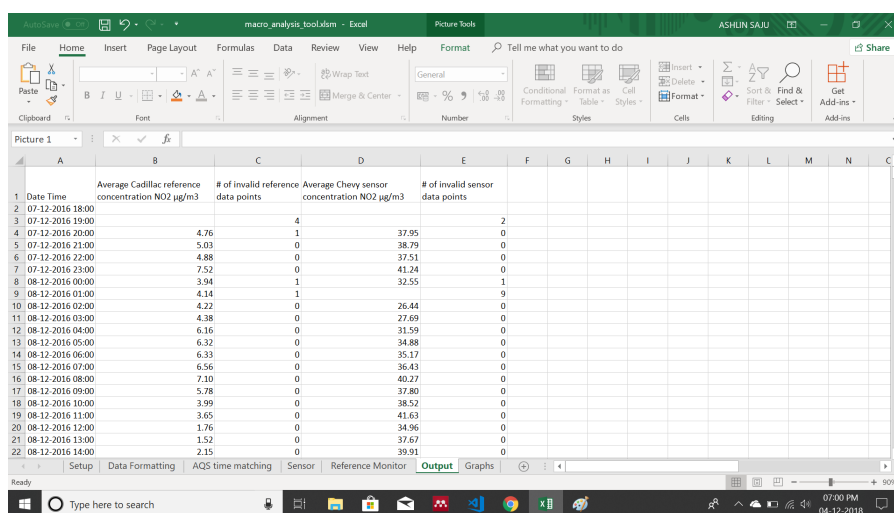 AutoSave Off macro_analysis_tool.xlsm - Excel Picture Tools ASHLIN SAJU
File Home Insert Page Layout Formulas Data Review View Help Format Tell me what you want to do Share
Paste B I U Wrap Text Merge & Center General % Conditional Formatting Format as Table Cell Styles Insert Delete Format Sort & Filter Find & Select Get Add-ins
Clipboard Font Alignment Number Styles Cells Editing Add-ins
Picture 1 fx
A B C D E F G H I J K L M N
1 Date Time Average Cadillac reference concentration NO2 µg/m3 # of invalid reference data points Average Chevy sensor concentration NO2 µg/m3 # of invalid sensor data points
2 07-12-2016 18:00
3 07-12-2016 19:00 4 2
4 07-12-2016 20:00 4.76 1 37.95 0
5 07-12-2016 21:00 5.03 0 38.79 0
6 07-12-2016 22:00 4.88 0 37.51 0
7 07-12-2016 23:00 7.52 0 41.24 0
8 08-12-2016 00:00 3.94 1 32.55 1
9 08-12-2016 01:00 4.14 1 9
10 08-12-2016 02:00 4.22 0 26.44 0
11 08-12-2016 03:00 4.38 0 27.69 0
12 08-12-2016 04:00 6.16 0 31.59 0
13 08-12-2016 05:00 6.32 0 34.88 0
14 08-12-2016 06:00 6.33 0 35.17 0
15 08-12-2016 07:00 6.56 0 36.43 0
16 08-12-2016 08:00 7.10 0 40.27 0
17 08-12-2016 09:00 5.78 0 37.80 0
18 08-12-2016 10:00 3.99 0 38.52 0
19 08-12-2016 11:00 3.65 0 41.63 0
20 08-12-2016 12:00 1.76 0 34.96 0
21 08-12-2016 13:00 1.52 0 37.67 0
22 08-12-2016 14:00 2.15 0 39.91 0
Setup Data Formatting AQS time matching Sensor Reference Monitor Output Graphs
Ready 90%
Type here to search 07:00 PM
04-12-2018